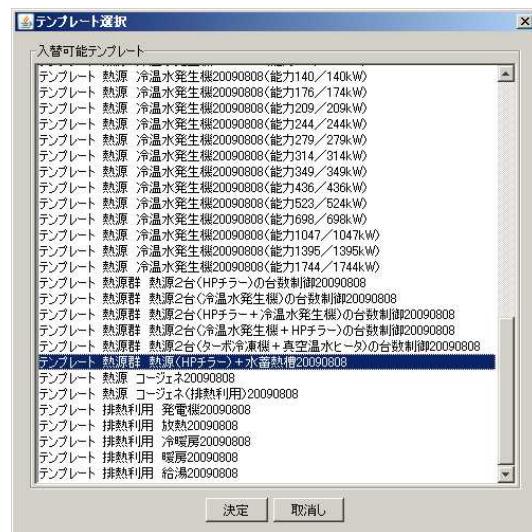 テンプレート選択
入替可能テンプレート
テンプレート 熱源 冷温水発生機20090808(能力140/140kW)
テンプレート 熱源 冷温水発生機20090808(能力176/174kW)
テンプレート 熱源 冷温水発生機20090808(能力209/209kW)
テンプレート 熱源 冷温水発生機20090808(能力244/244kW)
テンプレート 熱源 冷温水発生機20090808(能力279/279kW)
テンプレート 熱源 冷温水発生機20090808(能力314/314kW)
テンプレート 熱源 冷温水発生機20090808(能力349/349kW)
テンプレート 熱源 冷温水発生機20090808(能力436/436kW)
テンプレート 熱源 冷温水発生機20090808(能力523/524kW)
テンプレート 熱源 冷温水発生機20090808(能力698/698kW)
テンプレート 熱源 冷温水発生機20090808(能力1047/1047kW)
テンプレート 熱源 冷温水発生機20090808(能力1395/1395kW)
テンプレート 熱源 冷温水発生機20090808(能力1744/1744kW)
テンプレート 熱源群 熱源2台(HPチラー)の台数制御20090808
テンプレート 熱源群 熱源2台(冷温水発生機)の台数制御20090808
テンプレート 熱源群 熱源2台(HPチラー+冷温水発生機)の台数制御20090808
テンプレート 熱源群 熱源2台(冷温水発生機+HPチラー)の台数制御20090808
テンプレート 熱源群 熱源2台(ターボ冷凍機+真空温水ヒータ)の台数制御20090808
テンプレート 熱源群 熱源(HPチラー)+水蓄熱槽20090808
テンプレート 熱源 コージェネ20090808
テンプレート 熱源 コージェネ(排熱利用)20090808
テンプレート 排熱利用 発電機20090808
テンプレート 排熱利用 放熱20090808
テンプレート 排熱利用 冷暖房20090808
テンプレート 排熱利用 暖房20090808
テンプレート 排熱利用 給湯20090808
決定 取消し